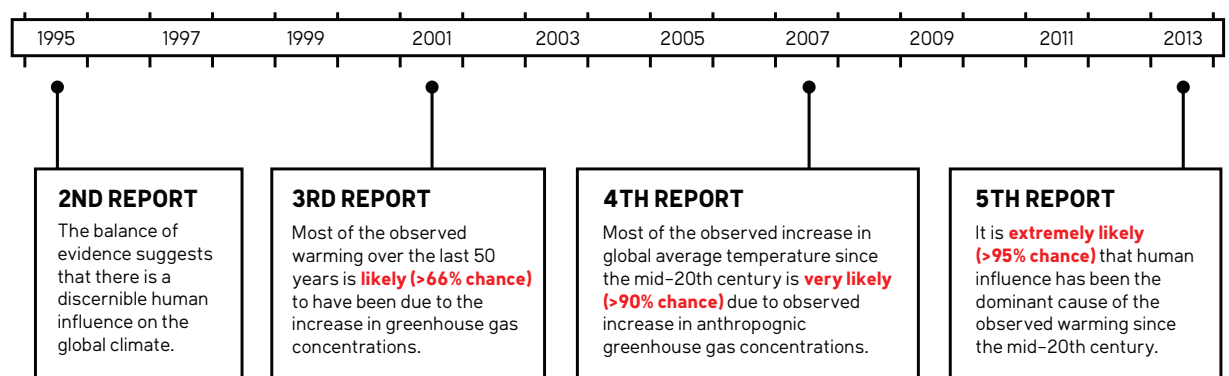 1995 1997 1999 2001 2003 2005 2007 2009 2011 2013
2ND REPORT
The balance of
evidence suggests
that there is a
discernible human
influence on the
global climate.
3RD REPORT
Most of the observed
warming over the last 50
years is likely (>66% chance)
to have been due to the
increase in greenhouse gas
concentrations.
4TH REPORT
Most of the observed increase in
global average temperature since
the mid–20th century is very likely
(>90% chance) due to observed
increase in anthropognic
greenhouse gas concentrations.
5TH REPORT
It is extremely likely
(>95% chance) that human
influence has been the
dominant cause of the
observed warming since
the mid–20th century.